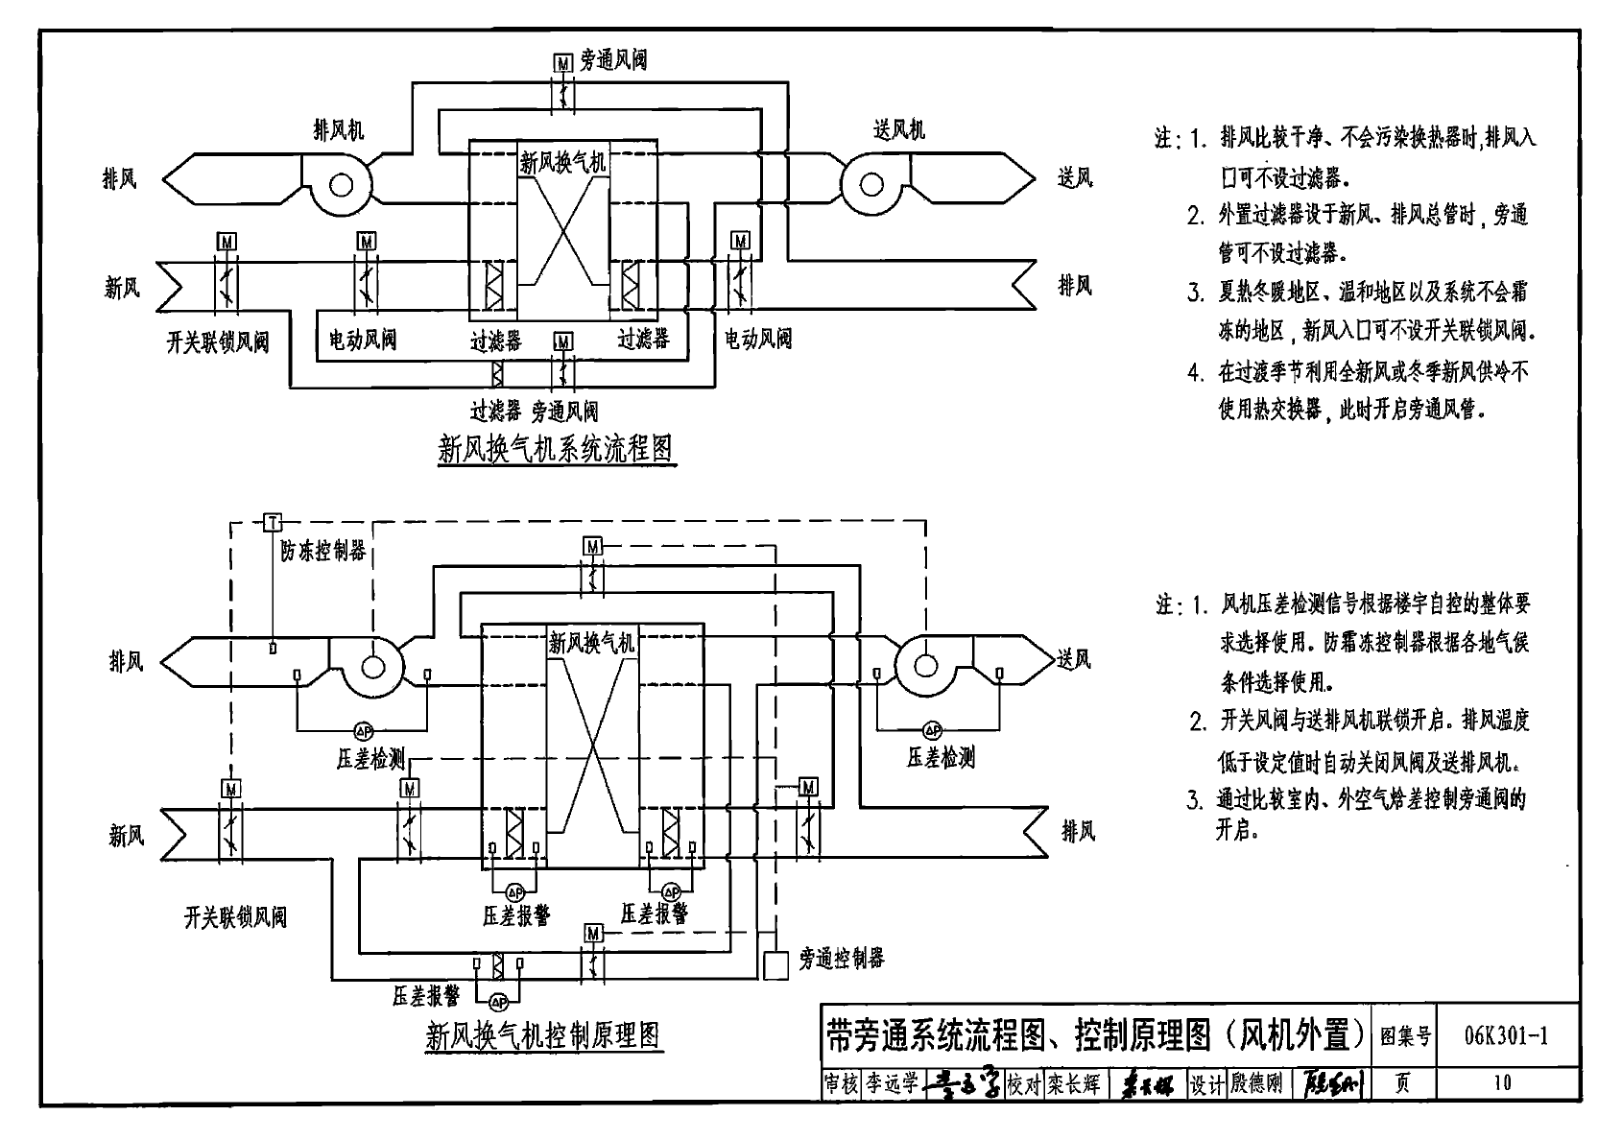 M 旁通风阀
排风机
送风机
新风换气机
排风
送风
M
M
M
新风
排风
开关联锁风阀
电动风阀
过滤器
M
过滤器
电动风阀
过滤器 旁通风阀
新风换气机系统流程图
注：1. 排风比较干净、不会污染换热器时，排风入
口可不设过滤器。
2. 外置过滤器设于新风、排风总管时，旁通
管可不设过滤器。
3. 夏热冬暖地区、温和地区以及系统不会霜
冻的地区，新风入口可不设开关联锁风阀。
4. 在过渡季节利用全新风或冬季新风供冷不
使用热交换器，此时开启旁通风管。
T
防冻控制器
M
新风换气机
排风
送风
ΔP
ΔP
压差检测
压差检测
M
M
M
新风
排风
ΔP
ΔP
开关联锁风阀
压差报警
压差报警
M
旁通控制器
压差报警
ΔP
新风换气机控制原理图
注：1. 风机压差检测信号根据楼宇自控的整体要
求选择使用。防霜冻控制器根据各地气候
条件选择使用。
2. 开关风阀与送排风机联锁开启。排风温度
低于设定值时自动关闭风阀及送排风机。
3. 通过比较室内、外空气焓差控制旁通阀的
开启。
带旁通系统流程图、控制原理图（风机外置） 图集号 06K301-1
审核 李远学 校对 栾长辉 设计 殷德刚 页 10